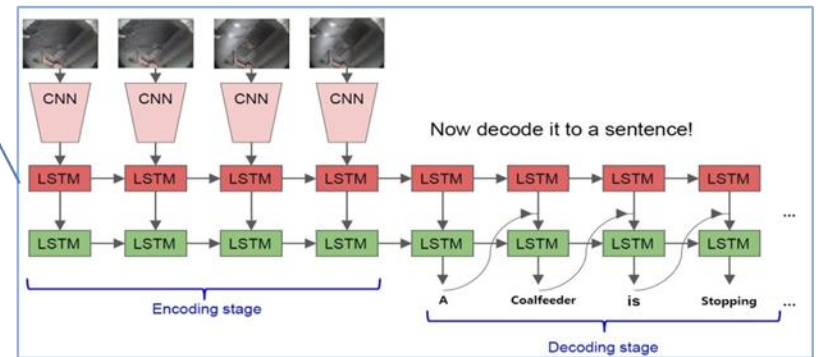 CNN CNN CNN CNN
Now decode it to a sentence!
LSTM LSTM LSTM LSTM LSTM LSTM LSTM LSTM
...
LSTM LSTM LSTM LSTM LSTM LSTM LSTM LSTM
A Coalfeeder is Stopping ...
Encoding stage
Decoding stage